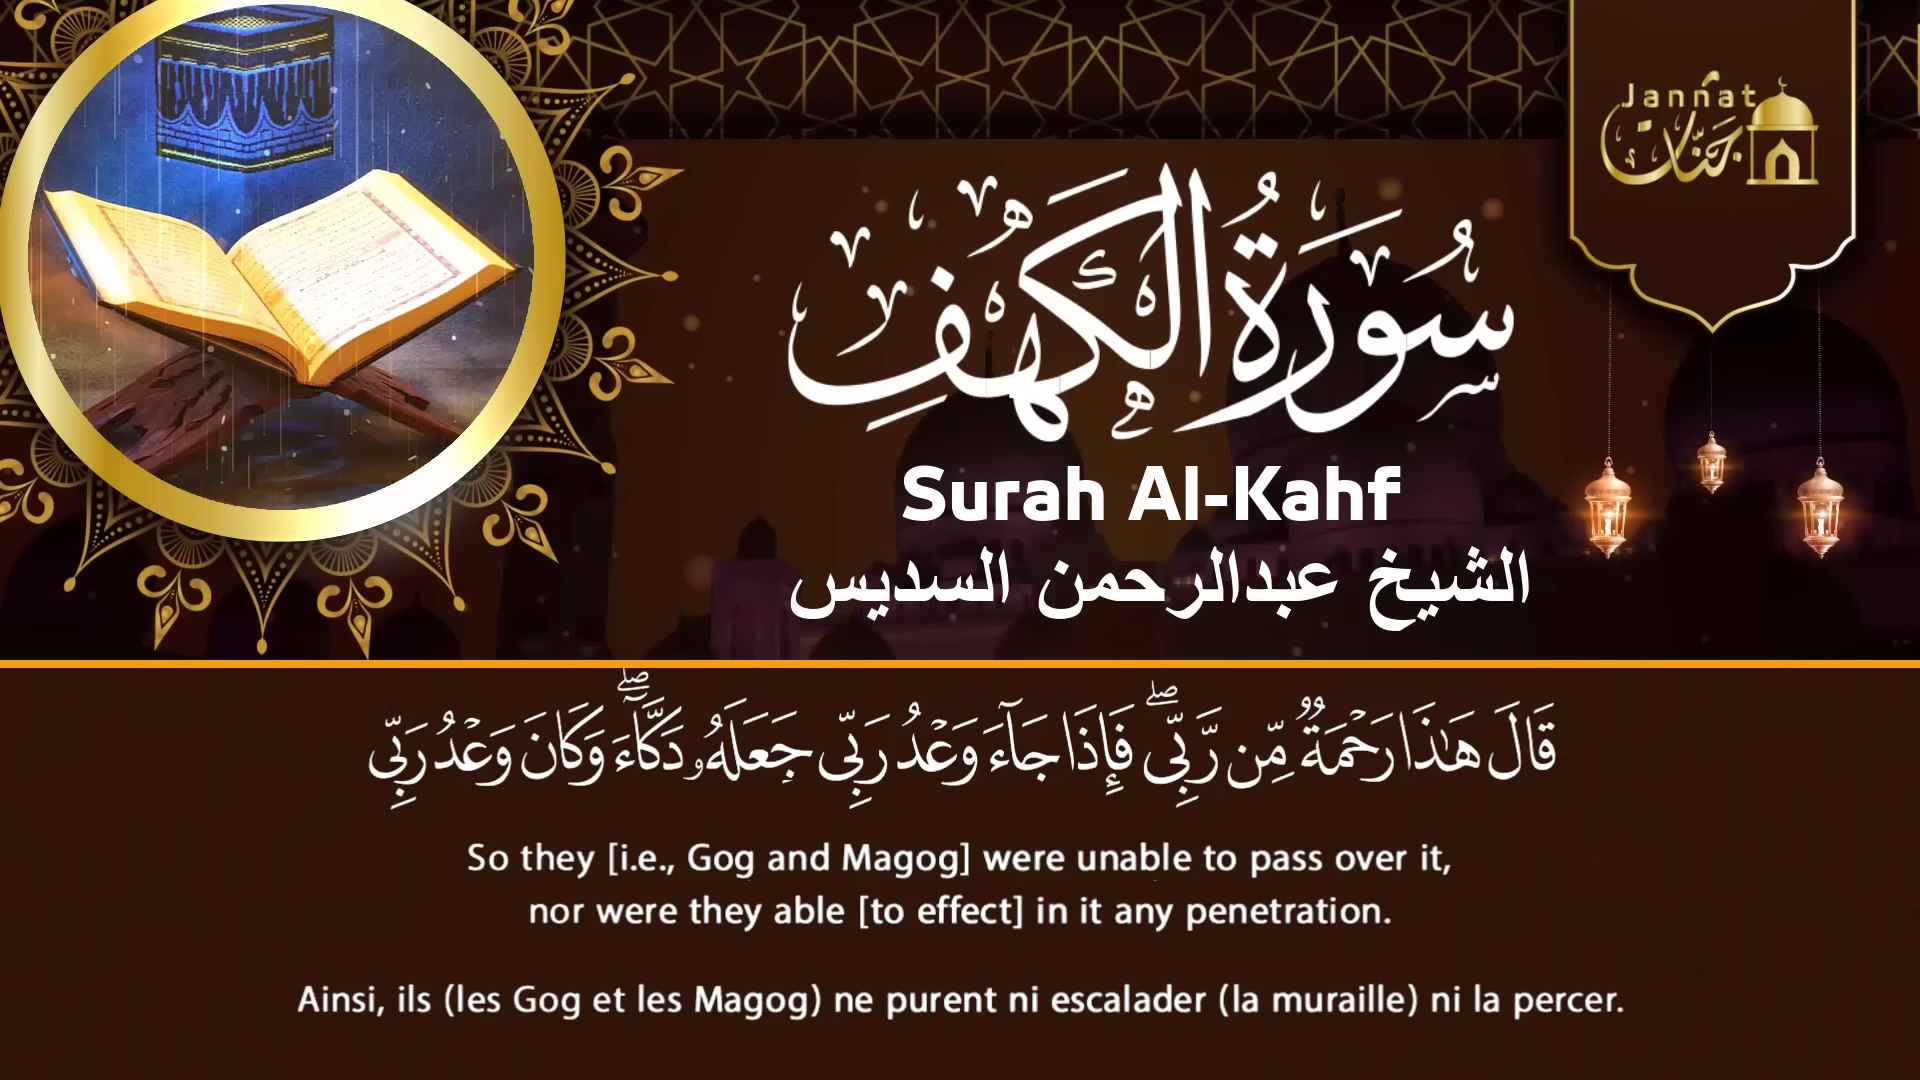 Jannat
جنات
سُورَةُ الكَهْفِ
Surah Al-Kahf
الشيخ عبدالرحمن السديس
قَالَ هَٰذَا رَحْمَةٌ مِّن رَّبِّي ۖ فَإِذَا جَآءَ وَعْدُ رَبِّي جَعَلَهُۥ دَكَّآءَ ۖ وَكَانَ وَعْدُ رَبِّي
So they [i.e., Gog and Magog] were unable to pass over it,
nor were they able [to effect] in it any penetration.
Ainsi, ils (les Gog et les Magog) ne purent ni escalader (la muraille) ni la percer.